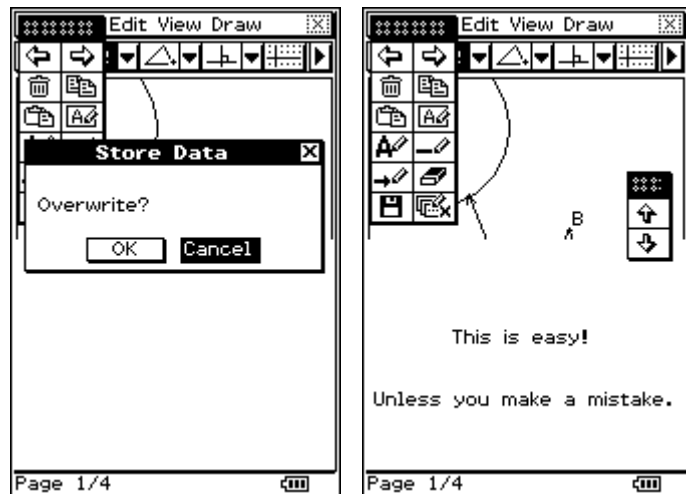 Edit View Draw
Store Data
Overwrite?
OK Cancel
Page 1/4
Edit View Draw
B
This is easy!
Unless you make a mistake.
Page 1/4